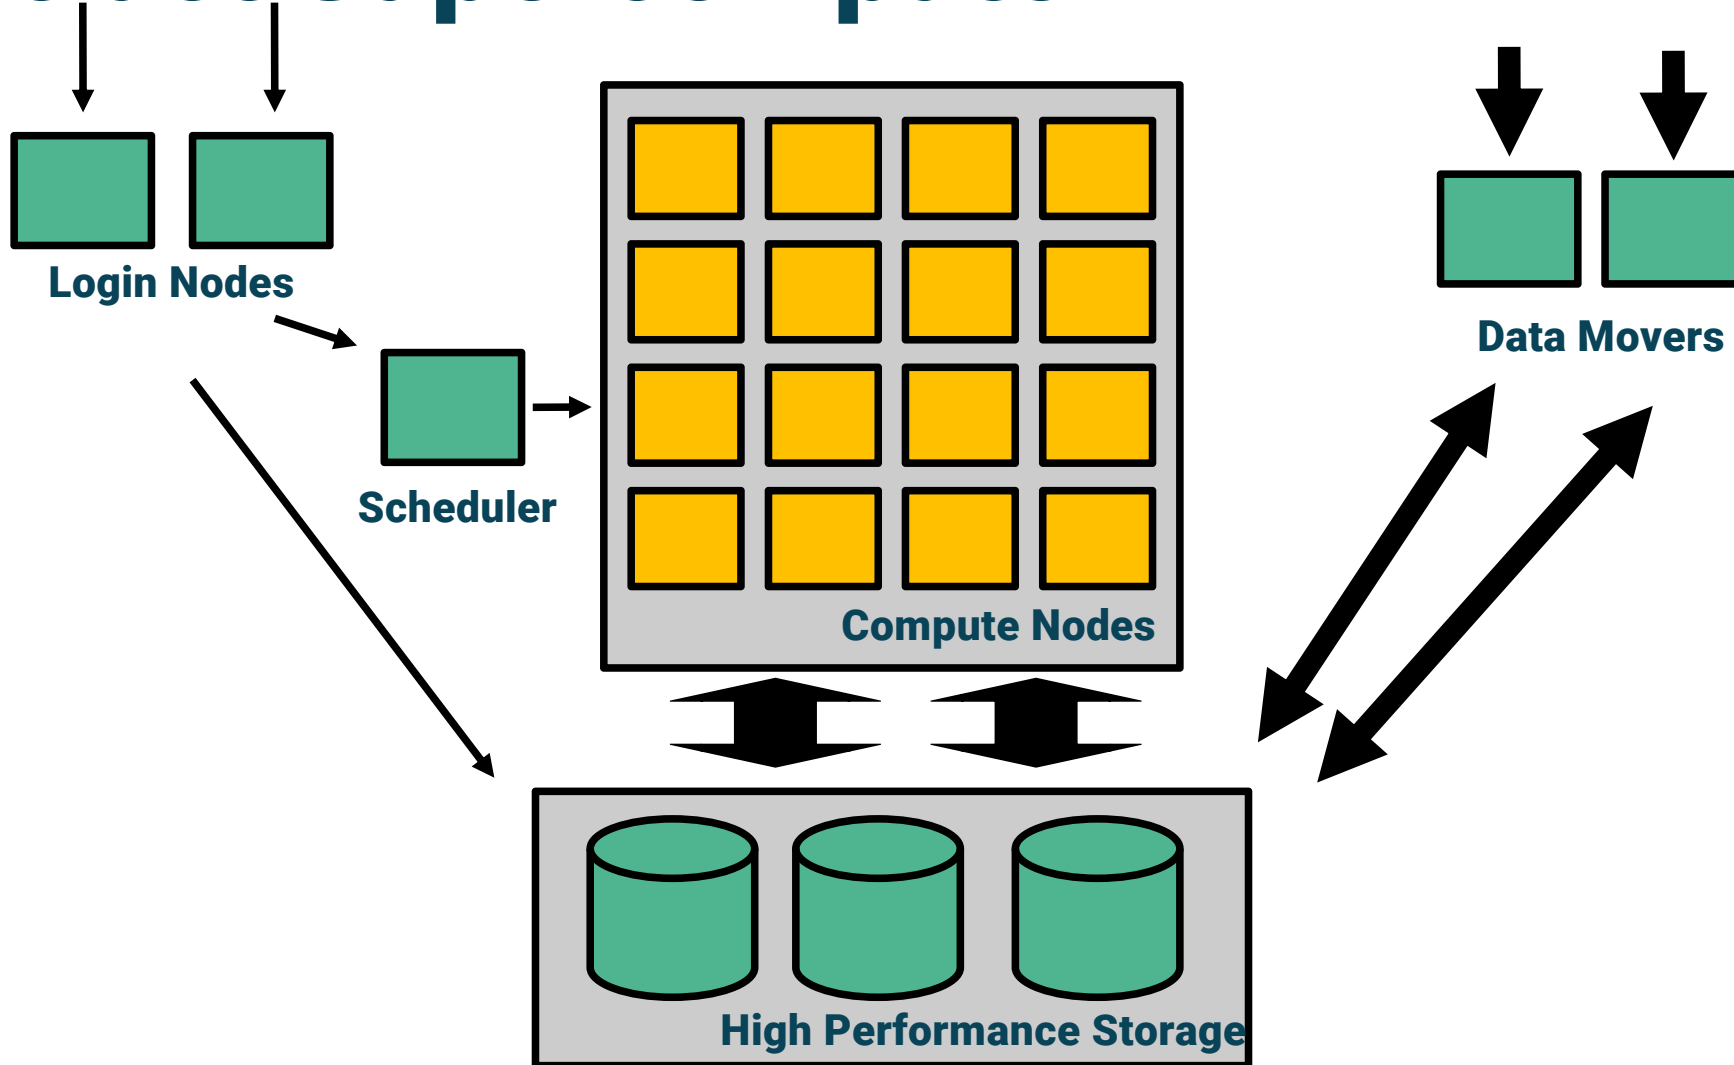 Login Nodes
Data Movers
Scheduler
Compute Nodes
High Performance Storage